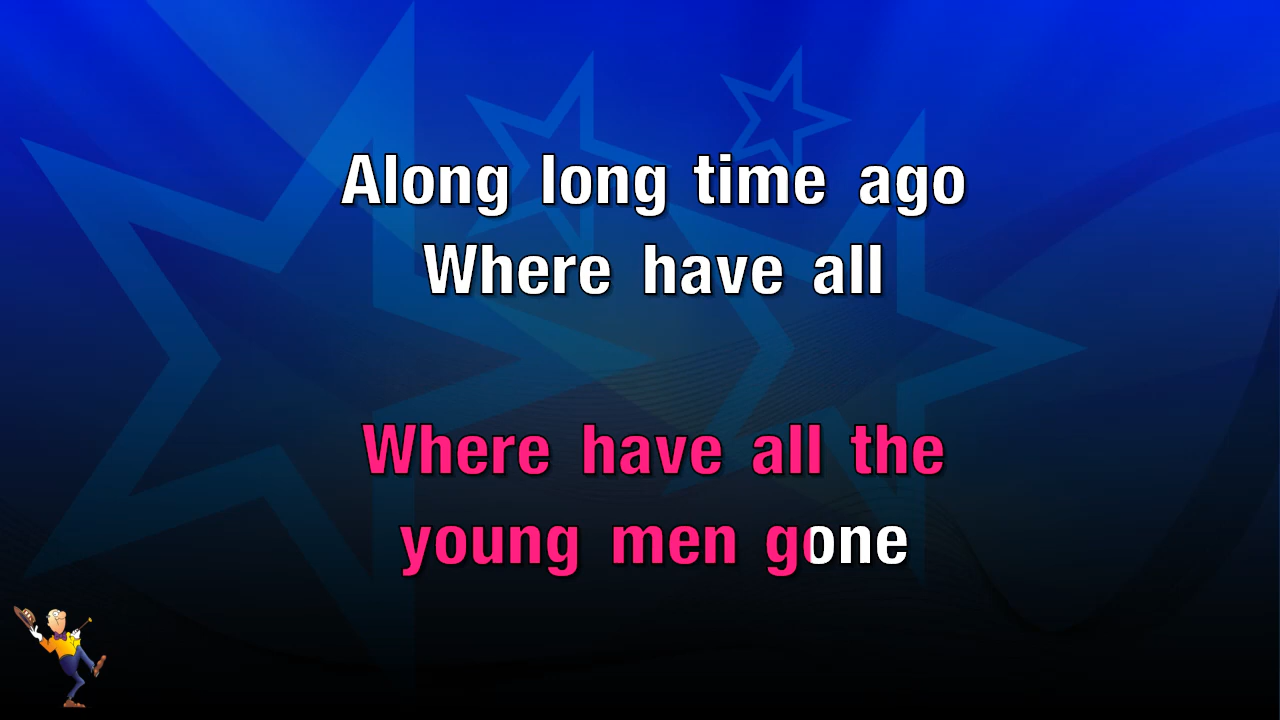 Along long time ago
Where have all
Where have all the
young men gone